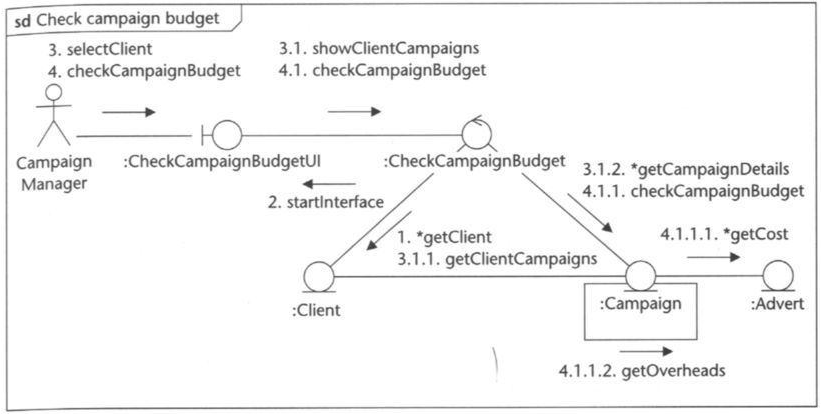 sd Check campaign budget
3. selectClient
4. checkCampaignBudget
3.1. showClientCampaigns
4.1. checkCampaignBudget
Campaign
Manager
:CheckCampaignBudgetUI
:CheckCampaignBudget
2. startInterface
3.1.2. *getCampaignDetails
4.1.1. checkCampaignBudget
1. *getClient
3.1.1. getClientCampaigns
4.1.1.1. *getCost
:Client
:Campaign
:Advert
4.1.1.2. getOverheads